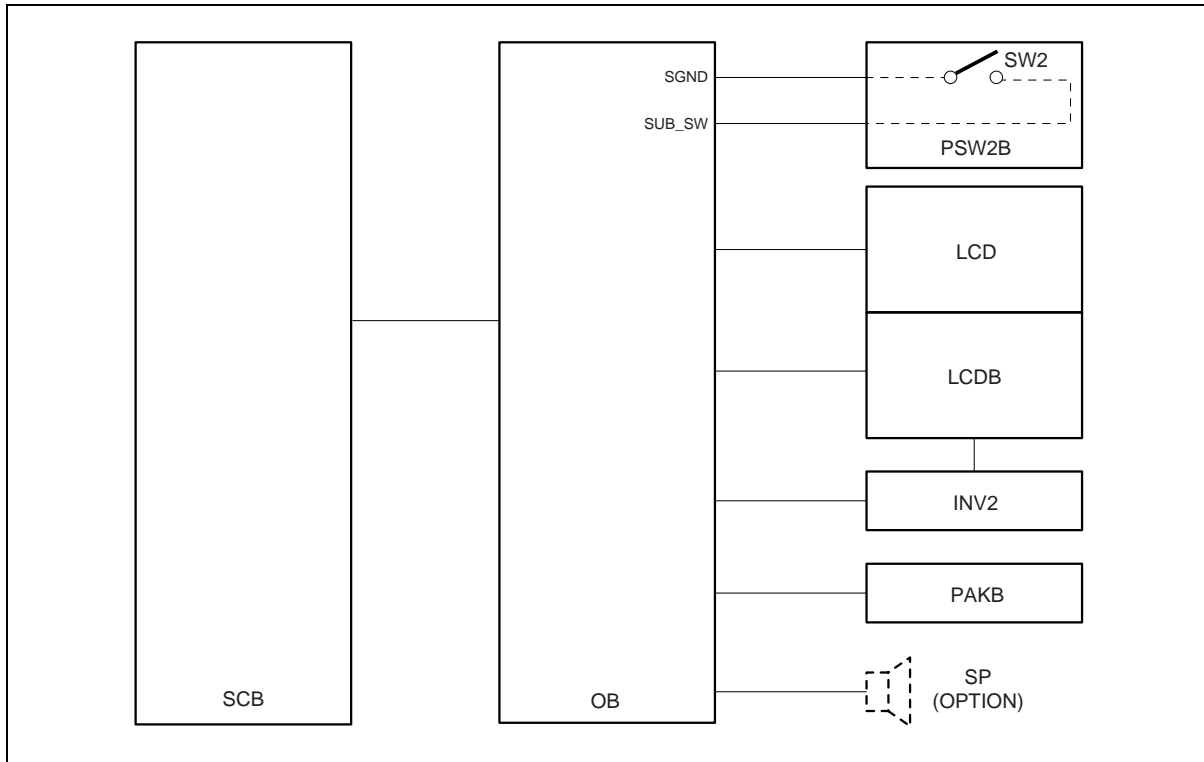 SGND
SW2
SUB_SW
PSW2B
LCD
LCDB
INV2
PAKB
SP
(OPTION)
SCB
OB